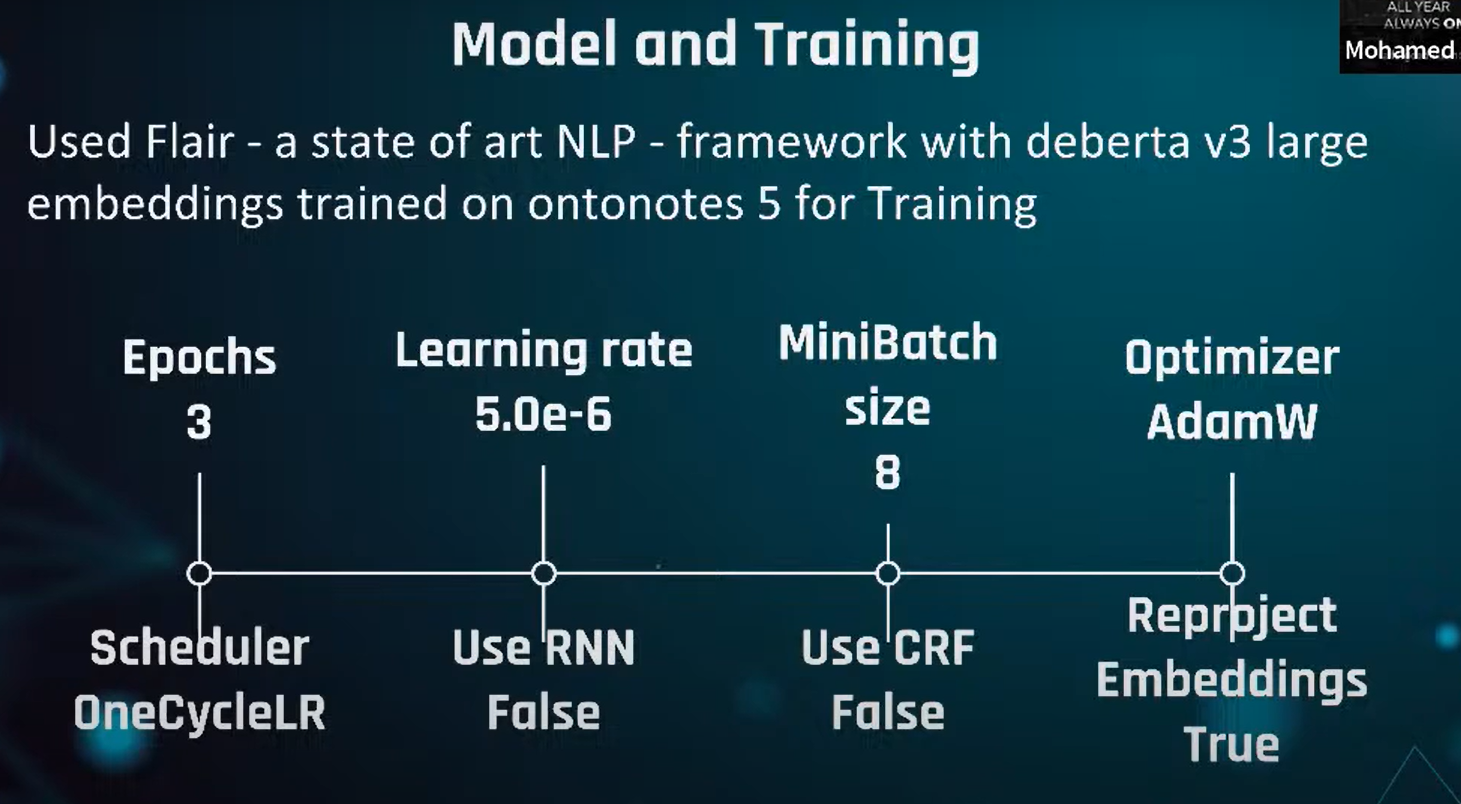 Model and Training
ALL YEAR
ALWAYS ON
Mohamed
Used Flair - a state of art NLP - framework with deberta v3 large
embeddings trained on ontonotes 5 for Training
Epochs
3
Learning rate
5.0e-6
MiniBatch
size
8
Optimizer
AdamW
Scheduler
OneCycleLR
Use RNN
False
Use CRF
False
Reproject
Embeddings
True